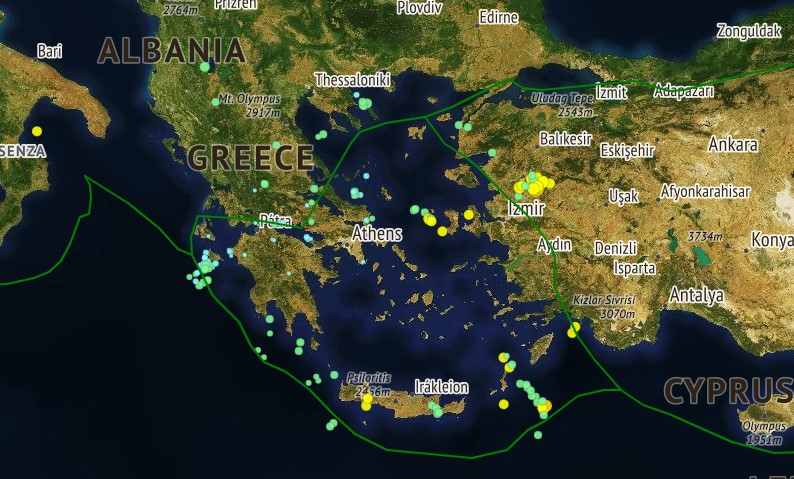 2764m
Prizren
Plovdiv
Edirne
Zonguldak
Bari
ALBANIA
Thessaloníki
Mt. Olympus
2917m
Uludag Tepe
2543m
İzmit
Adapazarı
SENZA
GREECE
Balıkesir
Eskişehir
Ankara
Uşak
Afyonkarahisar
İzmir
Pátra
Athens
Aydın
Denizli
Isparta
3734m
Konya
Kizlar Sivrisi
3070m
Antalya
Psiloritis
2456m
Irákleion
CYPRUS
Olympus
1951m